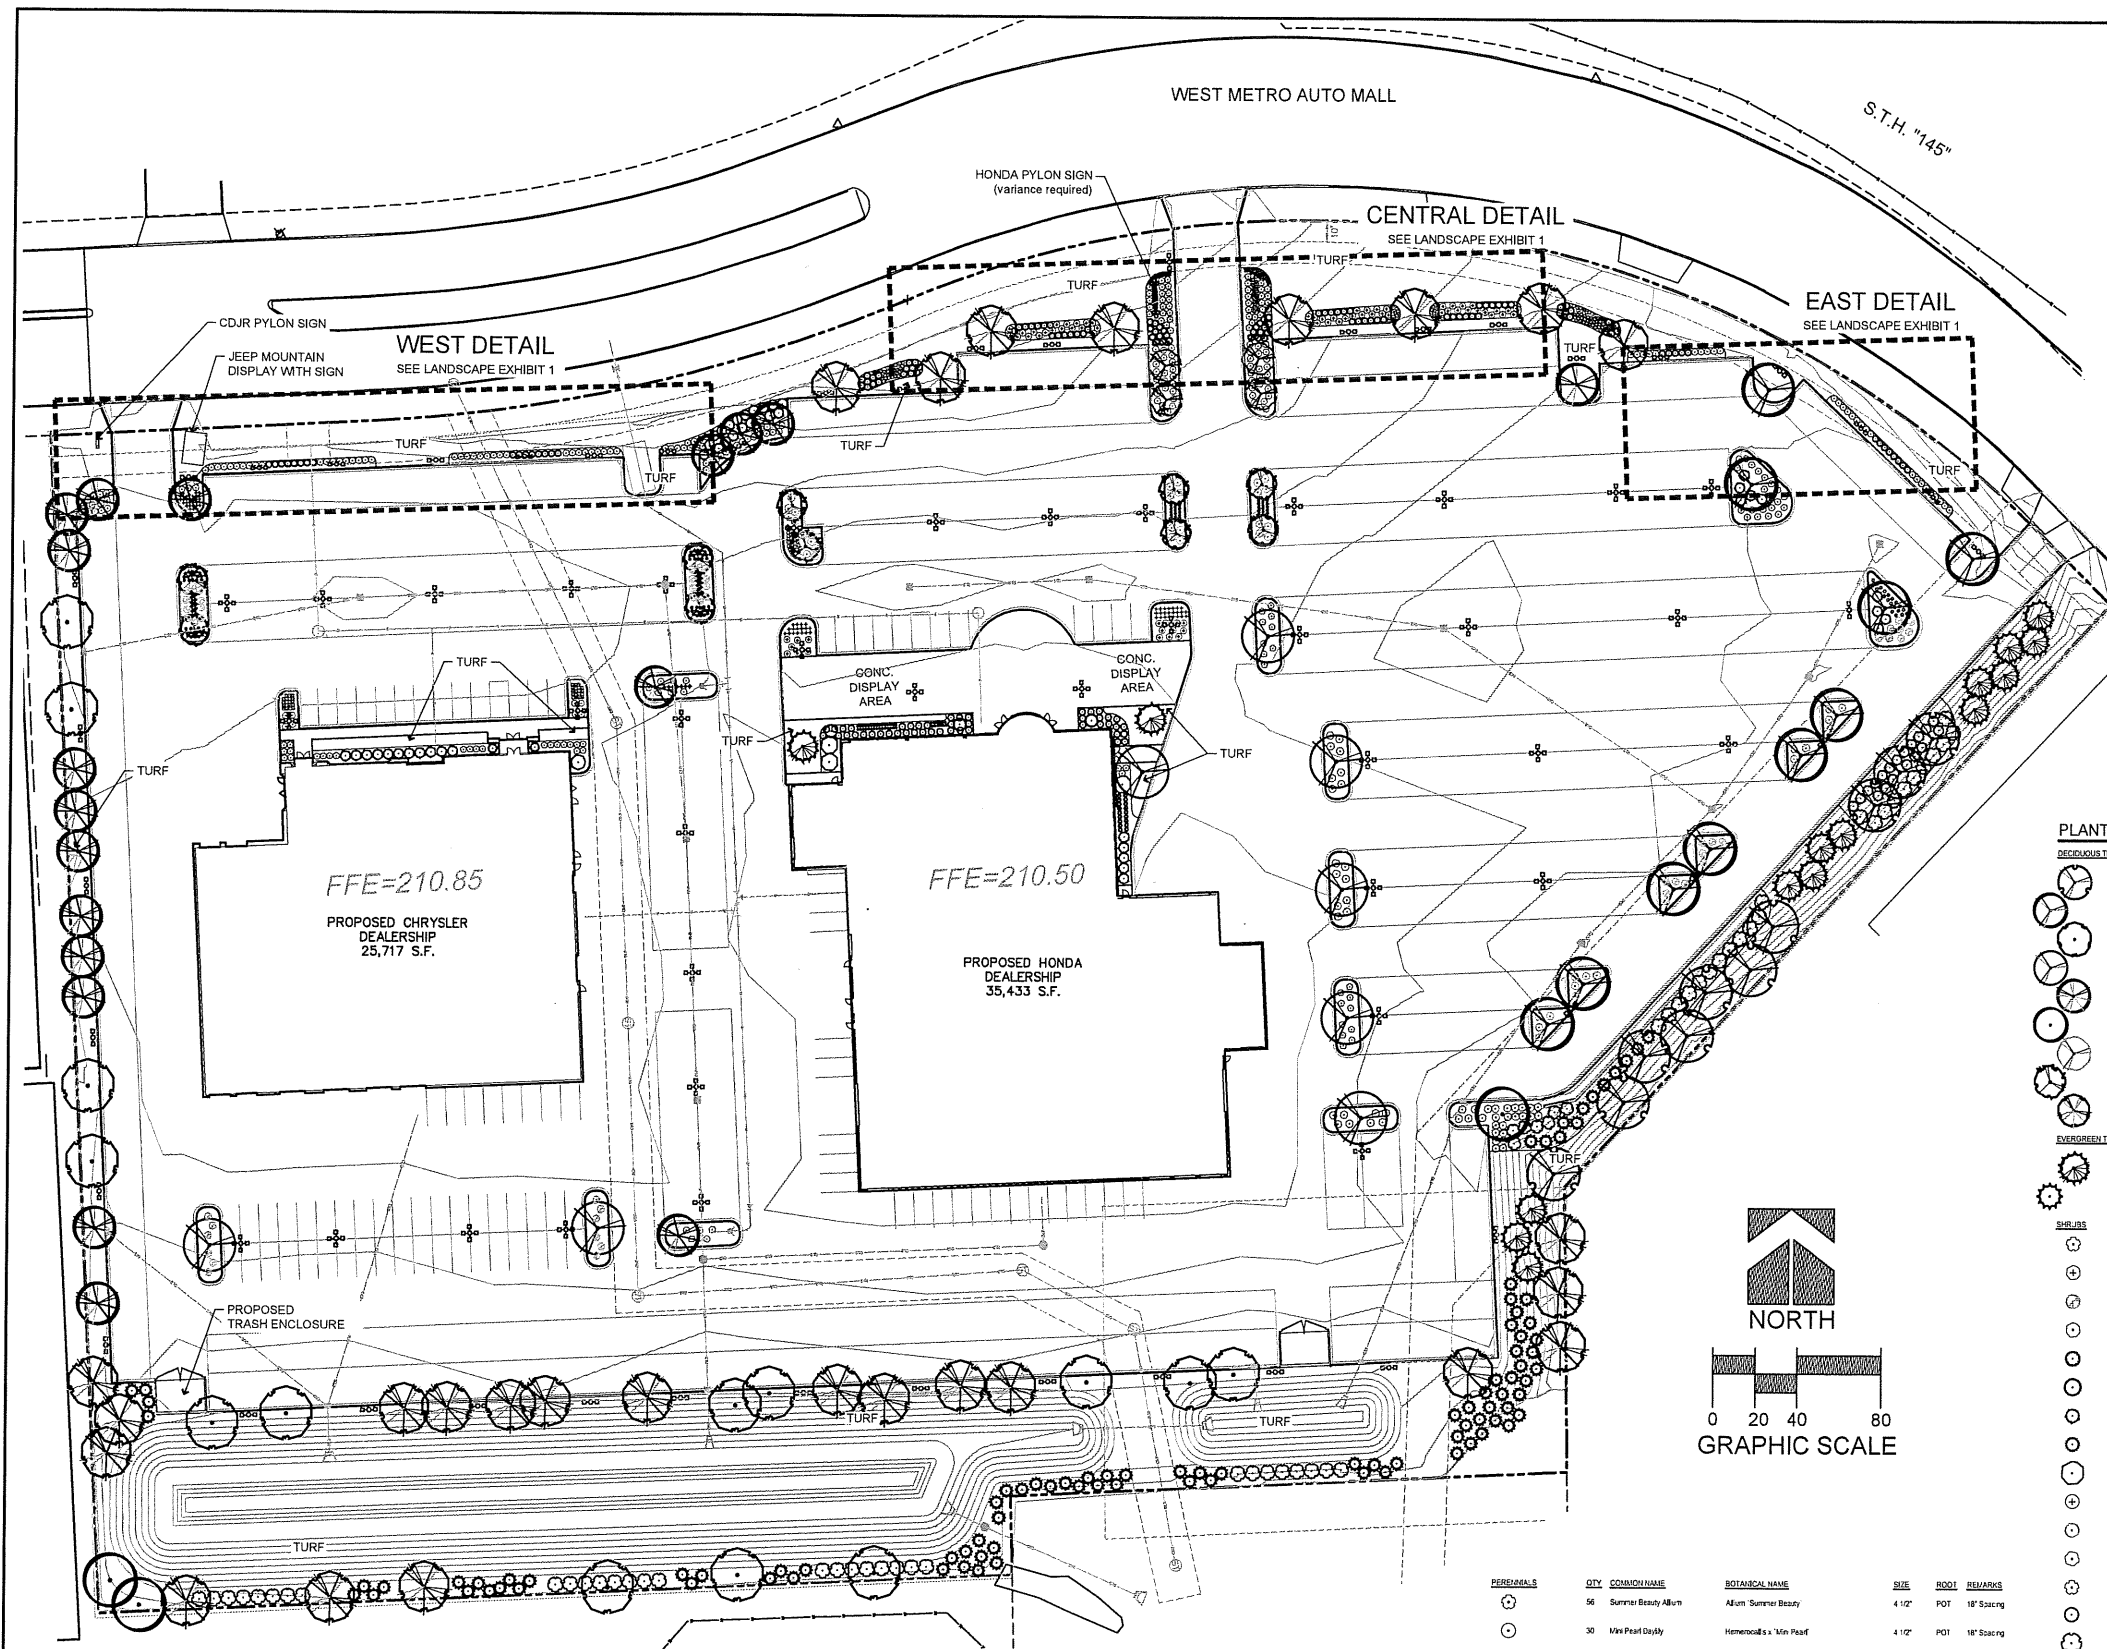 WEST METRO AUTO MALL
S.T.H. "145"
HONDA PYLON SIGN
(variance required)
CENTRAL DETAIL
SEE LANDSCAPE EXHIBIT 1
10'
TURF
TURF
EAST DETAIL
SEE LANDSCAPE EXHIBIT 1
CDJR PYLON SIGN
WEST DETAIL
SEE LANDSCAPE EXHIBIT 1
JEEP MOUNTAIN
DISPLAY WITH SIGN
TURF
TURF
TURF
TURF
TURF
TURF
CONC.
DISPLAY
AREA
CONC.
DISPLAY
AREA
TURF
TURF
TURF
TURF
FFE=210.85
PROPOSED CHRYSLER
DEALERSHIP
25,717 S.F.
FFE=210.50
PROPOSED HONDA
DEALERSHIP
35,433 S.F.
PLANT
DECIDUOUS T
EVERGREEN T
SHRUBS
TURF
NORTH
0 20 40 80
GRAPHIC SCALE
PROPOSED
TRASH ENCLOSURE
TURF
TURF
TURF
PERENNIALS QTY COMMON NAME BOTANICAL NAME SIZE ROOT REMARKS
56 Summer Beauty Allium Allium 'Summer Beauty' 4 1/2" POT 18" Spacing
30 Mini Pearl Daylily Hemerocallis x 'Mini Pearl' 4 1/2" POT 18" Spacing